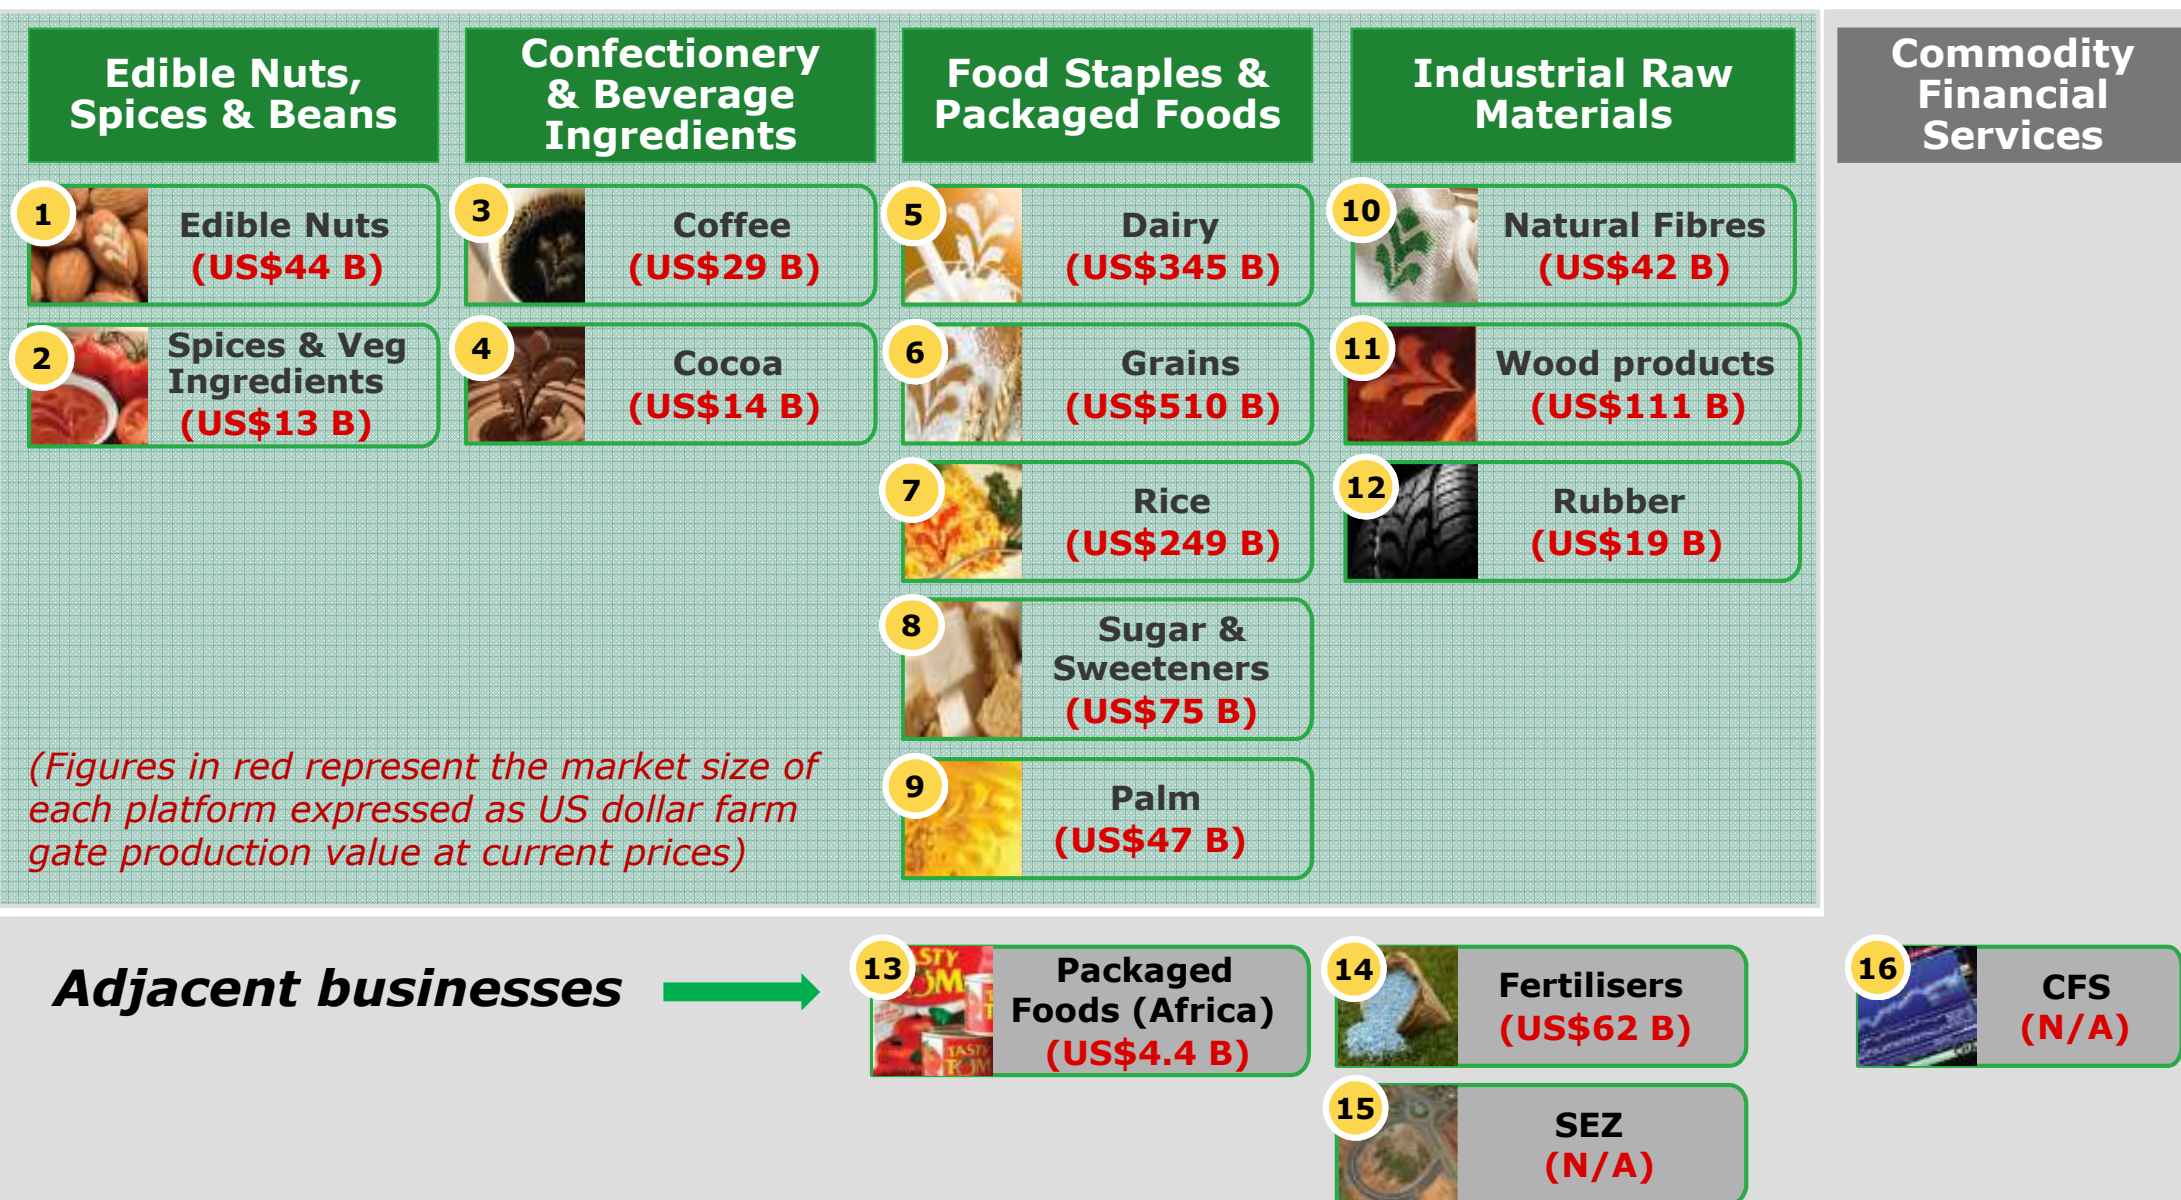 Edible Nuts,
Spices & Beans
Confectionery
& Beverage
Ingredients
Food Staples &
Packaged Foods
Industrial Raw
Materials
Commodity
Financial
Services
1
Edible Nuts
(US$44 B)
2
Spices & Veg
Ingredients
(US$13 B)
3
Coffee
(US$29 B)
4
Cocoa
(US$14 B)
5
Dairy
(US$345 B)
6
Grains
(US$510 B)
7
Rice
(US$249 B)
8
Sugar &
Sweeteners
(US$75 B)
9
Palm
(US$47 B)
10
Natural Fibres
(US$42 B)
11
Wood products
(US$111 B)
12
Rubber
(US$19 B)
(Figures in red represent the market size of
each platform expressed as US dollar farm
gate production value at current prices)
Adjacent businesses
13
STY
OM
TASTY
TOM
Packaged
Foods (Africa)
(US$4.4 B)
14
Fertilisers
(US$62 B)
15
SEZ
(N/A)
16
CFS
(N/A)